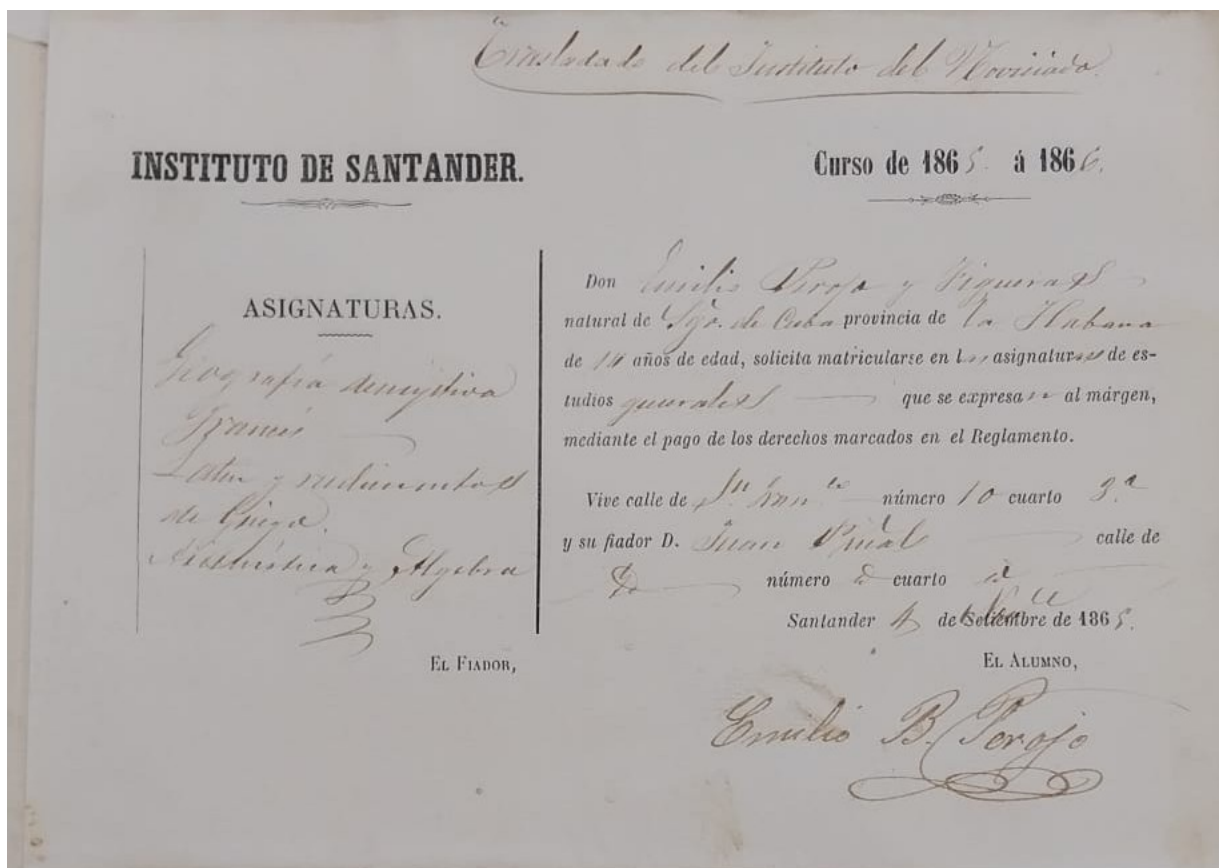 Trasladado del Instituto del Noviciado.
INSTITUTO DE SANTANDER.
Curso de 1865. á 1866.
ASIGNATURAS.
Geografía descriptiva
Francés
Latin y rudimentos
de Griego.
Aritmética y Algebra
EL FIADOR,
Don Emilio Perojo y Figueras
natural de Sgo. de Cuba provincia de la Habana
de 14 años de edad, solicita matricularse en las asignaturas de es-
tudios generales que se expresan al márgen,
mediante el pago de los derechos marcados en el Reglamento.
Vive calle de número 10 cuarto 3.º
y su fiador D. Juan calle de
número cuarto
Santander 4 de Setiembre de 1865.
EL ALUMNO,
Emilio B. Perojo